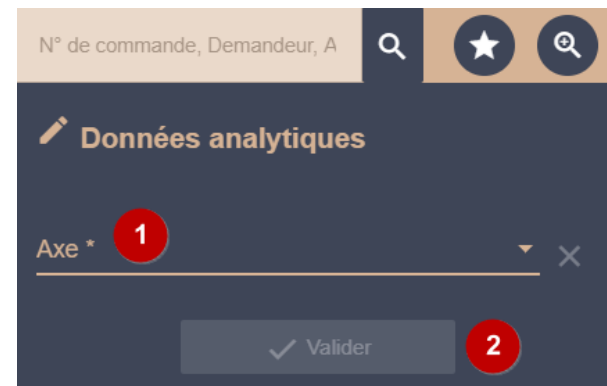 N° de commande, Demandeur, A
Données analytiques
Axe *
1
Valider
2